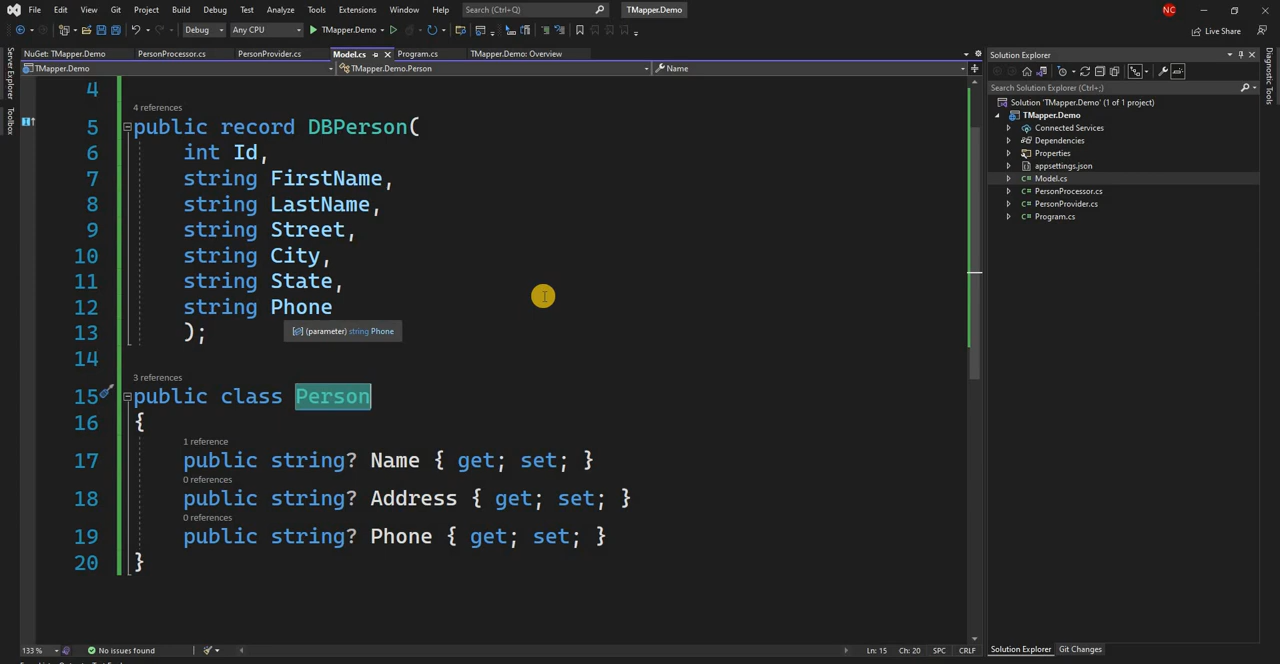 File Edit View Git Project Build Debug Test Analyze Tools Extensions Window Help Search (Ctrl+Q) TMapper.Demo NC
Debug Any CPU TMapper.Demo Live Share
NuGet: TMapper.Demo PersonProcessor.cs PersonProvider.cs Model.cs Program.cs TMapper.Demo: Overview
TMapper.Demo TMapper.Demo.Person Name
Server Explorer
Toolbox
4
4 references
5 public record DBPerson(
6 int Id,
7 string FirstName,
8 string LastName,
9 string Street,
10 string City,
11 string State,
12 string Phone
(parameter) string Phone
13 );
14
3 references
15 public class Person
16 {
1 reference
17 public string? Name { get; set; }
0 references
18 public string? Address { get; set; }
0 references
19 public string? Phone { get; set; }
20 }
133 % No issues found Ln: 15 Ch: 20 SPC CRLF
Solution Explorer
Search Solution Explorer (Ctrl+;)
Solution 'TMapper.Demo' (1 of 1 project)
TMapper.Demo
Connected Services
Dependencies
Properties
appsettings.json
C# Model.cs
C# PersonProcessor.cs
C# PersonProvider.cs
C# Program.cs
Solution Explorer Git Changes
Diagnostic Tools